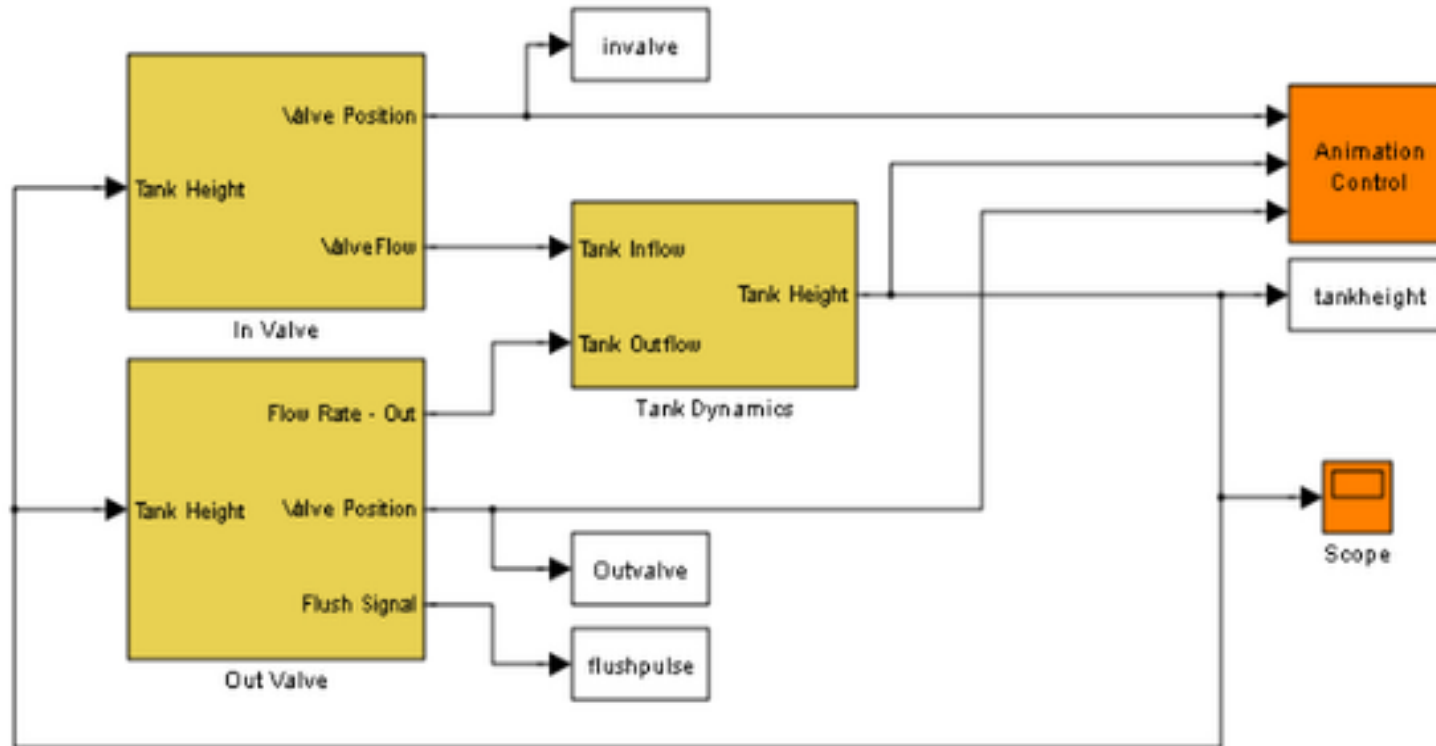 invalve
Valve Position
Tank Height
ValveFlow
In Valve
Animation
Control
Tank Inflow
Tank Height
Tank Outflow
Tank Dynamics
tankheight
Flow Rate - Out
Tank Height
Valve Position
Flush Signal
Out Valve
Outvalve
flushpulse
Scope